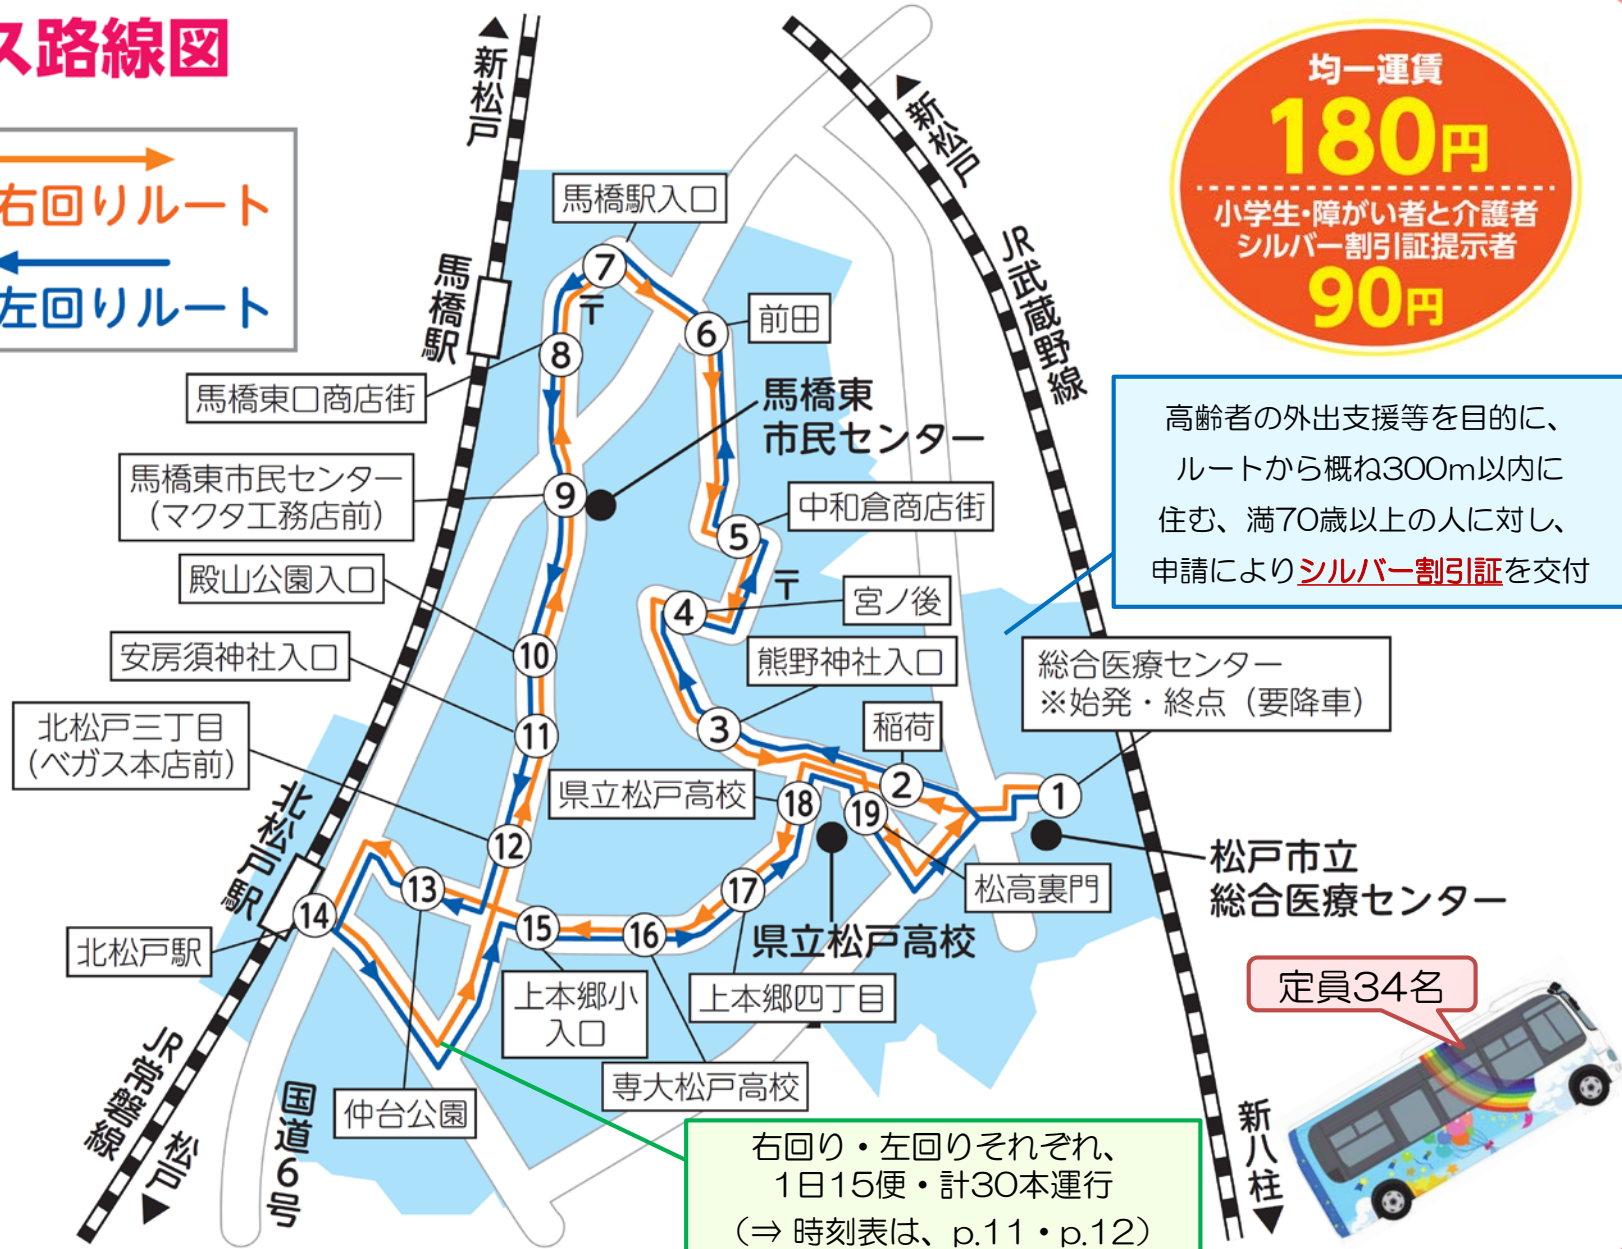 ス路線図
右回りルート
左回りルート
均一運賃
180円
小学生・障がい者と介護者
シルバー割引証提示者
90円
高齢者の外出支援等を目的に、
ルートから概ね300m以内に
住む、満70歳以上の人に対し、
申請によりシルバー割引証を交付
▲新松戸
▲新松戸
JR武蔵野線
馬橋駅
馬橋駅入口
7
〒
6
前田
8
馬橋東口商店街
馬橋東
市民センター
馬橋東市民センター
（マクタ工務店前）
9
中和倉商店街
5
〒
殿山公園入口
宮ノ後
4
安房須神社入口
10
熊野神社入口
総合医療センター
※始発・終点（要降車）
北松戸三丁目
（ベガス本店前）
11
3
稲荷
2
1
県立松戸高校
18
19
北松戸駅
12
松戸市立
総合医療センター
13
17
松高裏門
14
15
16
県立松戸高校
北松戸駅
上本郷小
入口
上本郷四丁目
定員34名
専大松戸高校
仲台公園
JR常磐線
松戸▼
国道6号
右回り・左回りそれぞれ、
1日15便・計30本運行
（⇒ 時刻表は、p.11・p.12）
新八柱▼